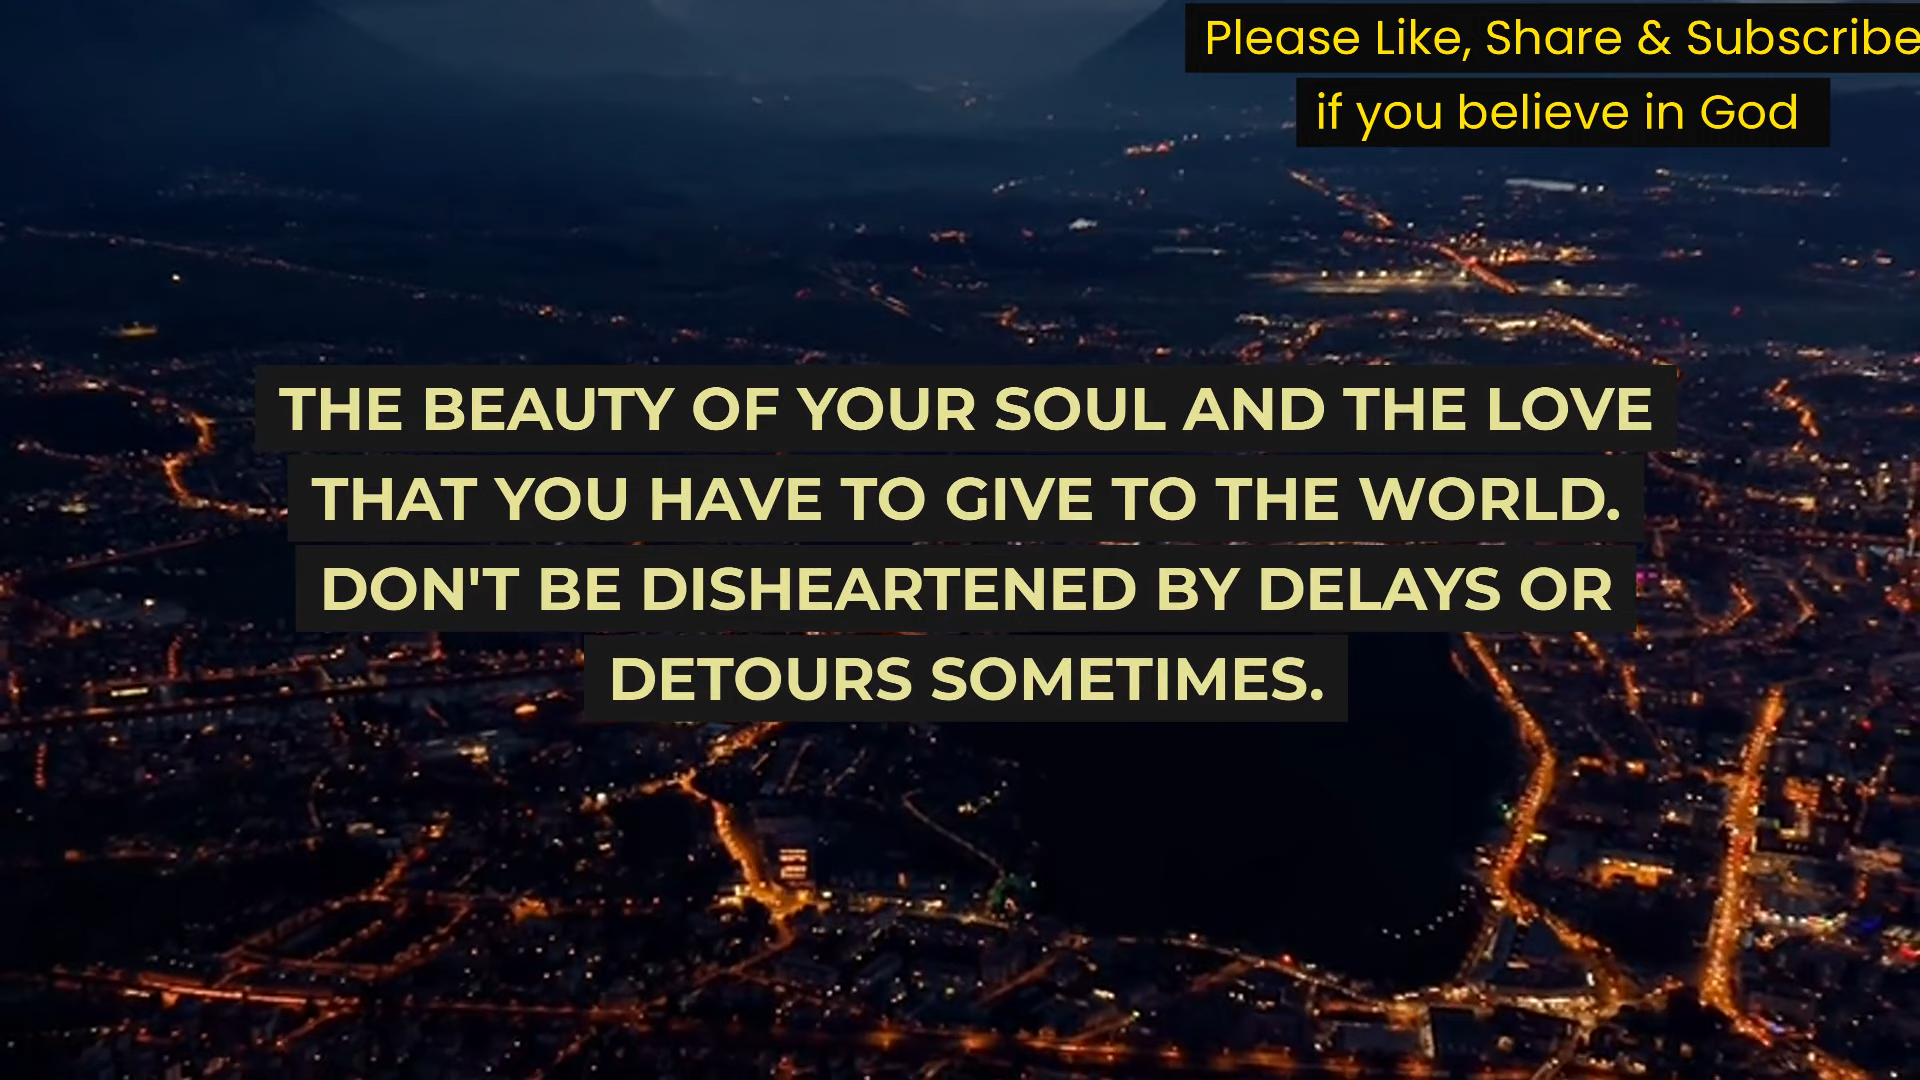 Please Like, Share & Subscribe
if you believe in God
THE BEAUTY OF YOUR SOUL AND THE LOVE
THAT YOU HAVE TO GIVE TO THE WORLD.
DON'T BE DISHEARTENED BY DELAYS OR
DETOURS SOMETIMES.